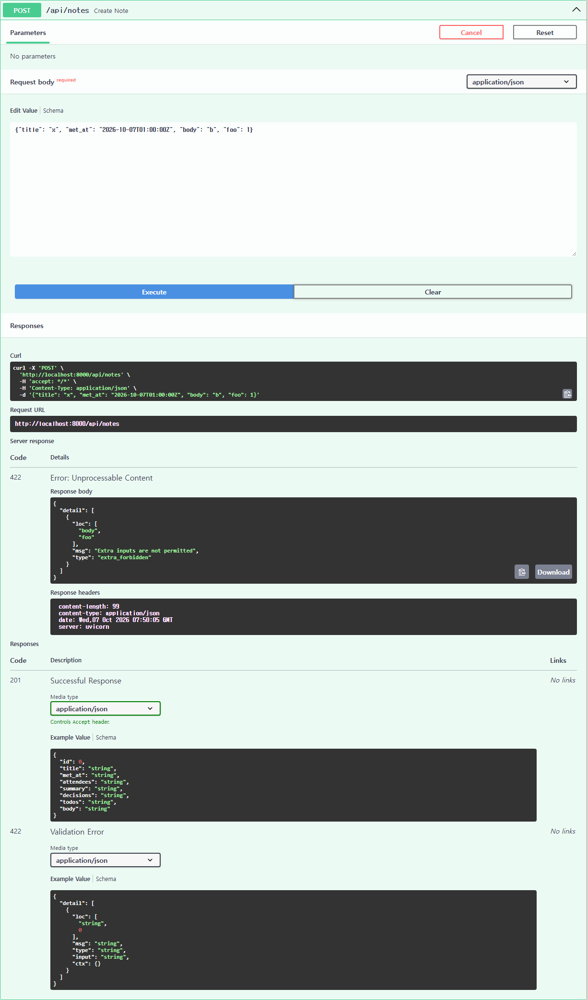 POST /api/notes Create Note
Parameters
Cancel
Reset
No parameters
Request body required
application/json
Edit Value Schema
{"title": "x", "met_at": "2026-10-07T01:00:00Z", "body": "b", "foo": 1}
Execute
Clear
Responses
Curl
curl -X 'POST' \
  'http://localhost:8000/api/notes' \
  -H 'accept: */*' \
  -H 'Content-Type: application/json' \
  -d '{"title": "x", "met_at": "2026-10-07T01:00:00Z", "body": "b", "foo": 1}'
Request URL
http://localhost:8000/api/notes
Server response
Code Details
422 Error: Unprocessable Content
Response body
{
  "detail": [
    {
      "loc": [
        "body",
        "foo"
      ],
      "msg": "Extra inputs are not permitted",
      "type": "extra_forbidden"
    }
  ]
}
Download
Response headers
content-length: 99
content-type: application/json
date: Wed,07 Oct 2026 07:50:05 GMT
server: uvicorn
Responses
Code Description Links
201 Successful Response No links
Media type
application/json
Controls Accept header.
Example Value Schema
{
  "id": 0,
  "title": "string",
  "met_at": "string",
  "attendees": "string",
  "summary": "string",
  "decisions": "string",
  "todos": "string",
  "body": "string"
}
422 Validation Error No links
Media type
application/json
Example Value Schema
{
  "detail": [
    {
      "loc": [
        "string",
        0
      ],
      "msg": "string",
      "type": "string",
      "input": "string",
      "ctx": {}
    }
  ]
}